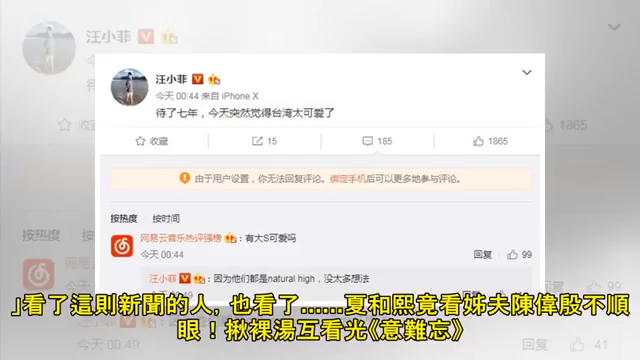 汪小菲
今天 00:44 来自 iPhone X
待了七年，今天突然觉得台湾太可爱了
收藏
15
185
1865
由于用户设置，你无法回复评论。绑定手机后可以更多地参与评论。
按热度 按时间
网易云音乐热评强榜：有大S可爱吗
今天 00:44
回复
99
汪小菲：因为他们都是natural high，没太多想法
」看了這則新聞的人，也看了......夏和熙竟看姊夫陳偉殷不順
眼！揪裸湯互看光《意難忘》